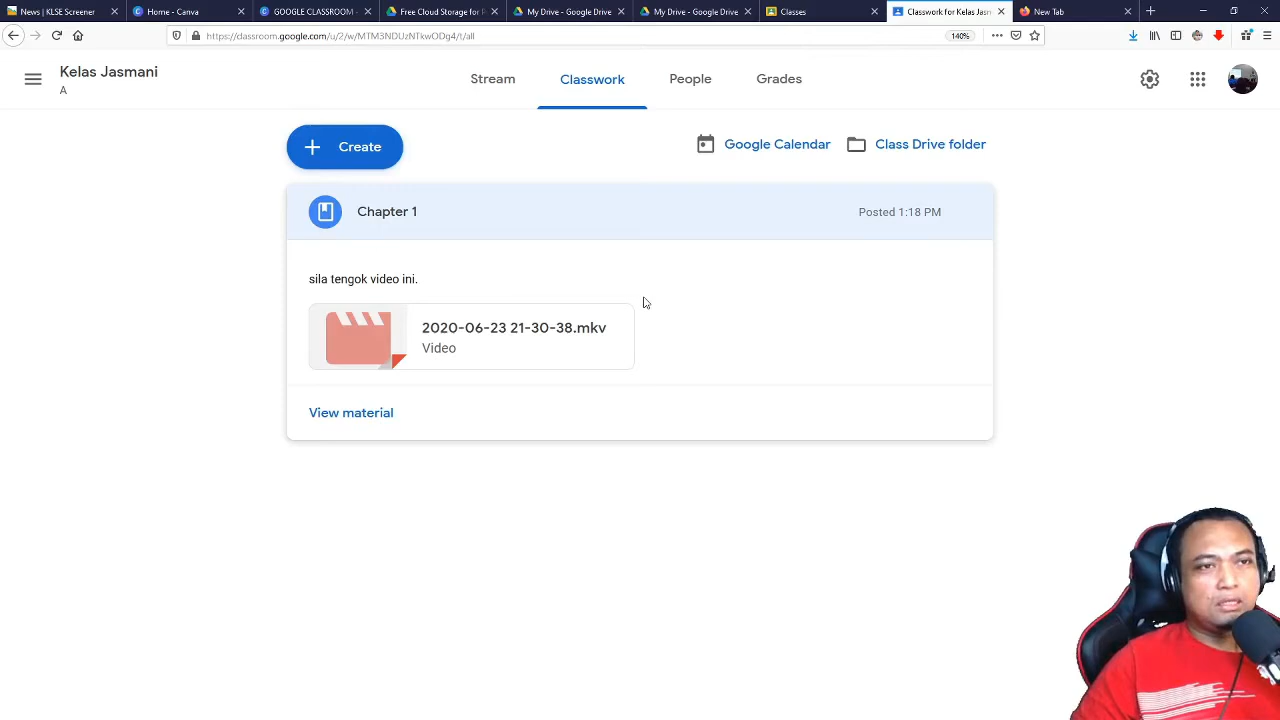 News | KLSE Screener
Home - Canva
GOOGLE CLASSROOM -
Free Cloud Storage for P
My Drive - Google Drive
My Drive - Google Drive
Classes
Classwork for Kelas Jasm
New Tab
https://classroom.google.com/u/2/w/MTM3NDUzNTkwODg4/t/all
140%
Kelas Jasmani
A
Stream
Classwork
People
Grades
Create
Google Calendar
Class Drive folder
Chapter 1
Posted 1:18 PM
sila tengok video ini.
2020-06-23 21-30-38.mkv
Video
View material